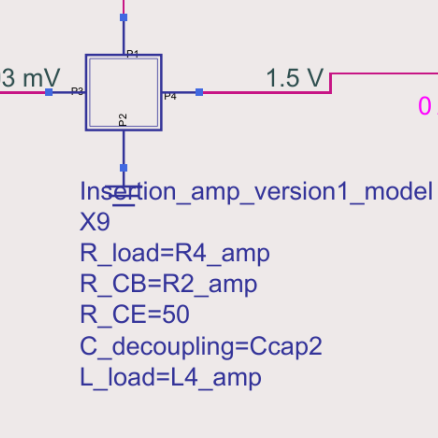 P1
3 mV
1.5 V
P3
P4
0
P2
Insertion_amp_version1_model
X9
R_load=R4_amp
R_CB=R2_amp
R_CE=50
C_decoupling=Ccap2
L_load=L4_amp